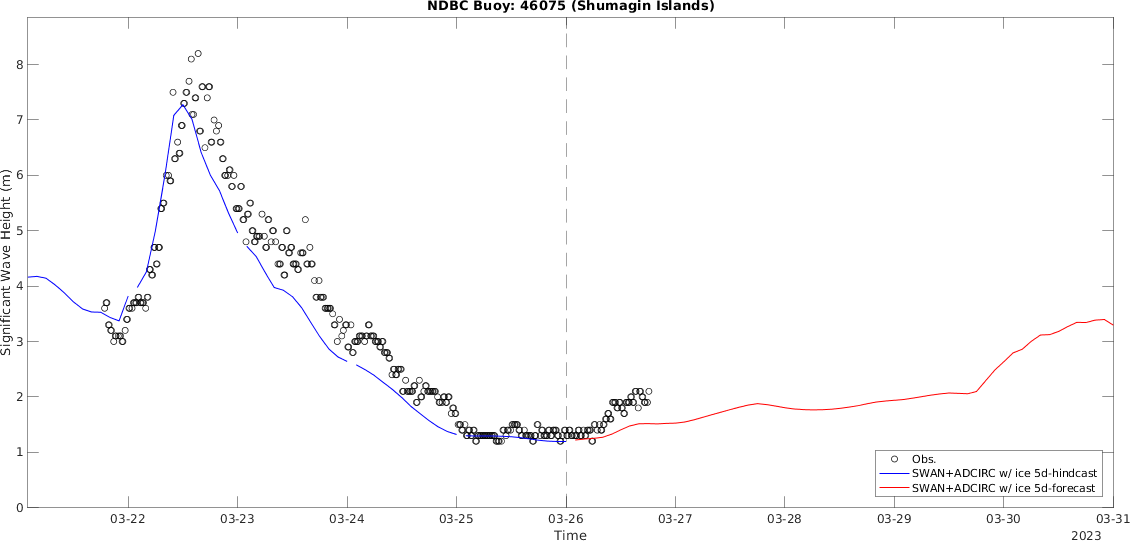 NDBC Buoy: 46075 (Shumagin Islands)
Significant Wave Height (m)
8
7
6
5
4
3
2
1
0
Obs.
SWAN+ADCIRC w/ ice 5d-hindcast
SWAN+ADCIRC w/ ice 5d-forecast
03-22 03-23 03-24 03-25 03-26 03-27 03-28 03-29 03-30 03-31
Time
2023